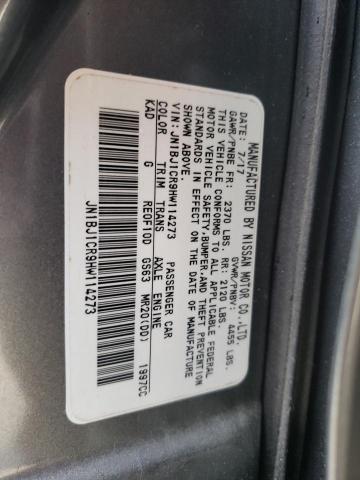 MANUFACTURED BY NISSAN MOTOR CO.,LTD.
DATE: 7/17 GVWR/PNBV: 4455 LBS.
GAWR/PNBE FR: 2370 LBS. RR: 2120 LBS.
THIS VEHICLE CONFORMS TO ALL APPLICABLE FEDERAL
MOTOR VEHICLE SAFETY,BUMPER,AND THEFT PREVENTION
STANDARDS IN EFFECT ON THE DATE OF MANUFACTURE
SHOWN ABOVE.
VIN:JN1BJ1CR9HW114273 PASSENGER CAR
COLOR TRIM TRANS AXLE ENGINE
KAD G RE0F10D GS63 MR20(DD) 1997CC
JN1BJ1CR9HW114273